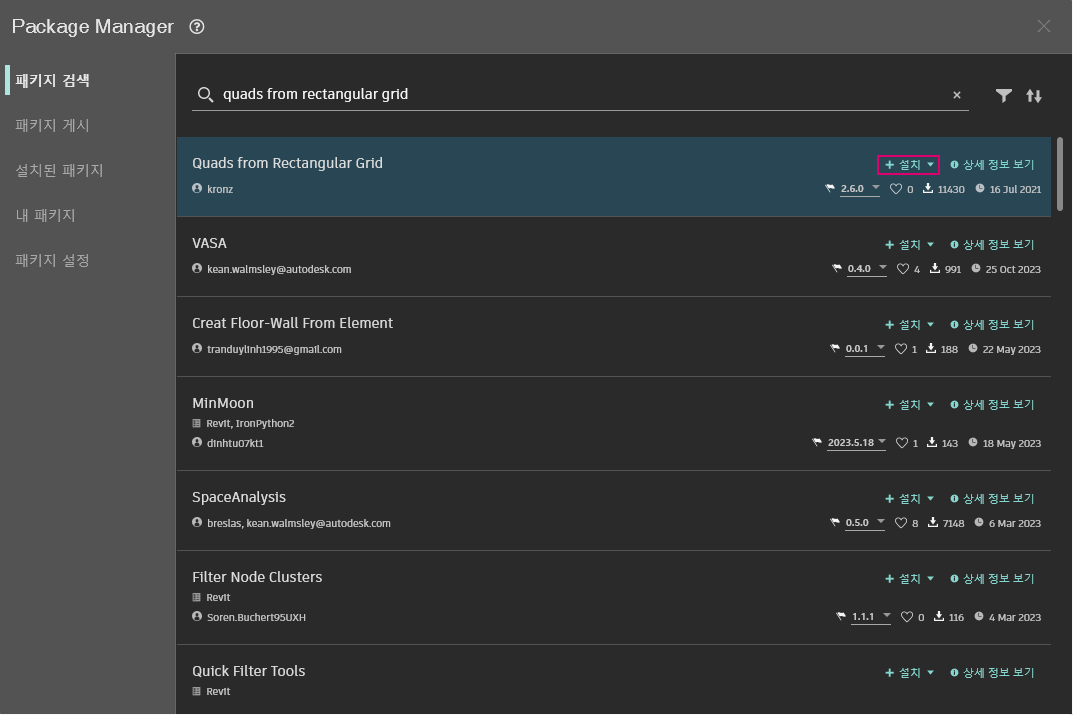 Package Manager
패키지 검색
패키지 게시
설치된 패키지
내 패키지
패키지 설정
quads from rectangular grid
Quads from Rectangular Grid
설치 상세 정보 보기
kronz
2.6.0 0 11430 16 Jul 2021
VASA
설치 상세 정보 보기
kean.walmsley@autodesk.com
0.4.0 4 991 25 Oct 2023
Creat Floor-Wall From Element
설치 상세 정보 보기
tranduylinh1995@gmail.com
0.0.1 1 188 22 May 2023
MinMoon
설치 상세 정보 보기
Revit, IronPython2
dinhtu07kt1
2023.5.18 1 143 18 May 2023
SpaceAnalysis
설치 상세 정보 보기
breslas, kean.walmsley@autodesk.com
0.5.0 8 7148 6 Mar 2023
Filter Node Clusters
설치 상세 정보 보기
Revit
Soren.Buchert95UXH
1.1.1 0 116 4 Mar 2023
Quick Filter Tools
설치 상세 정보 보기
Revit